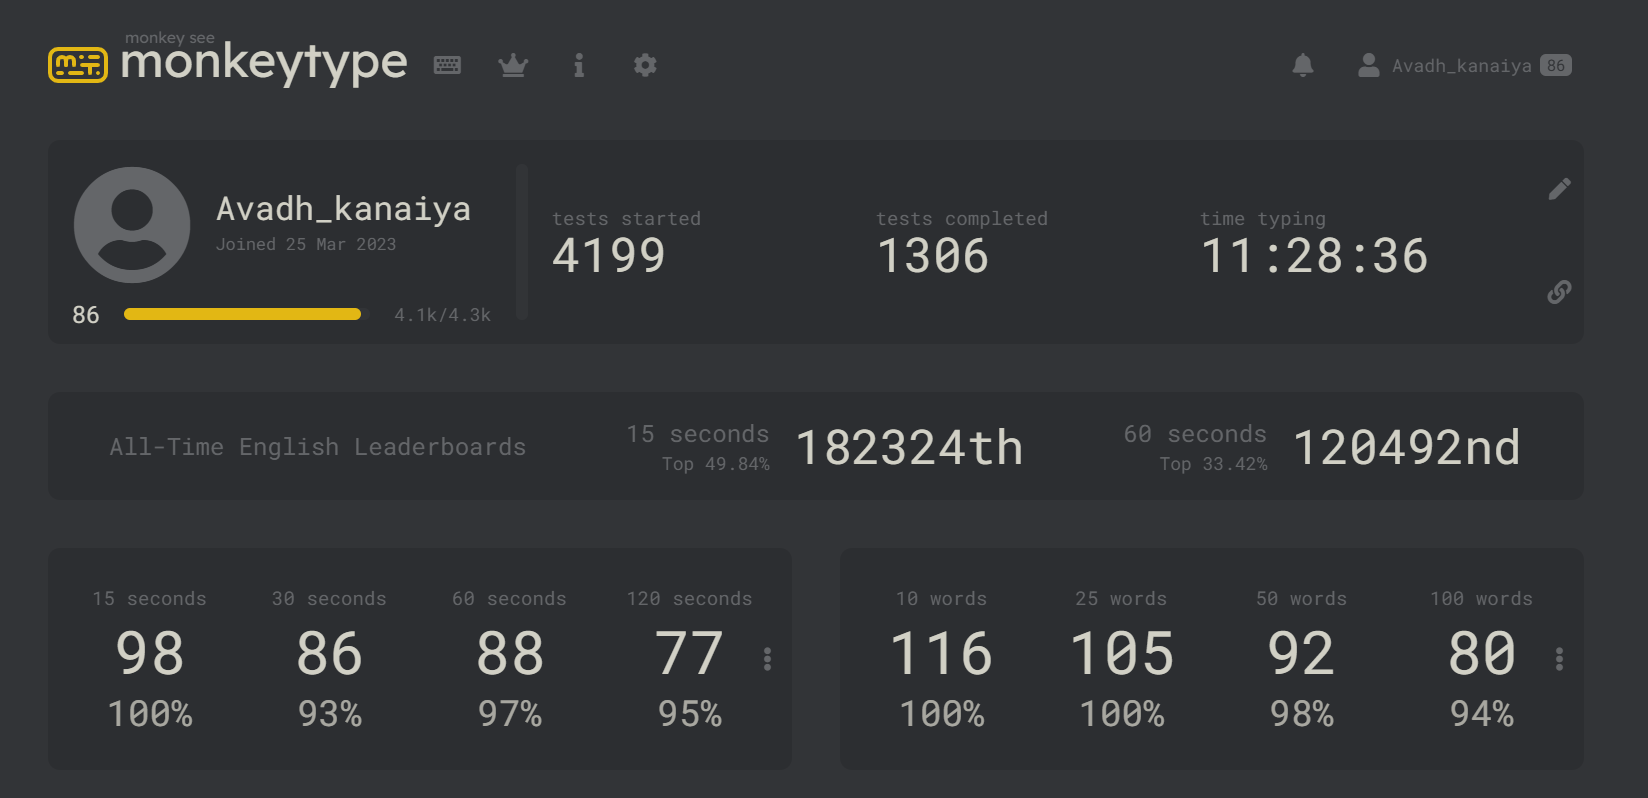 monkey see
monkeytype
Avadh_kanaiya 86
Avadh_kanaiya
Joined 25 Mar 2023
86 4.1k/4.3k
tests started
4199
tests completed
1306
time typing
11:28:36
All-Time English Leaderboards
15 seconds
Top 49.84%
182324th
60 seconds
Top 33.42%
120492nd
15 seconds 30 seconds 60 seconds 120 seconds
98 86 88 77
100% 93% 97% 95%
10 words 25 words 50 words 100 words
116 105 92 80
100% 100% 98% 94%